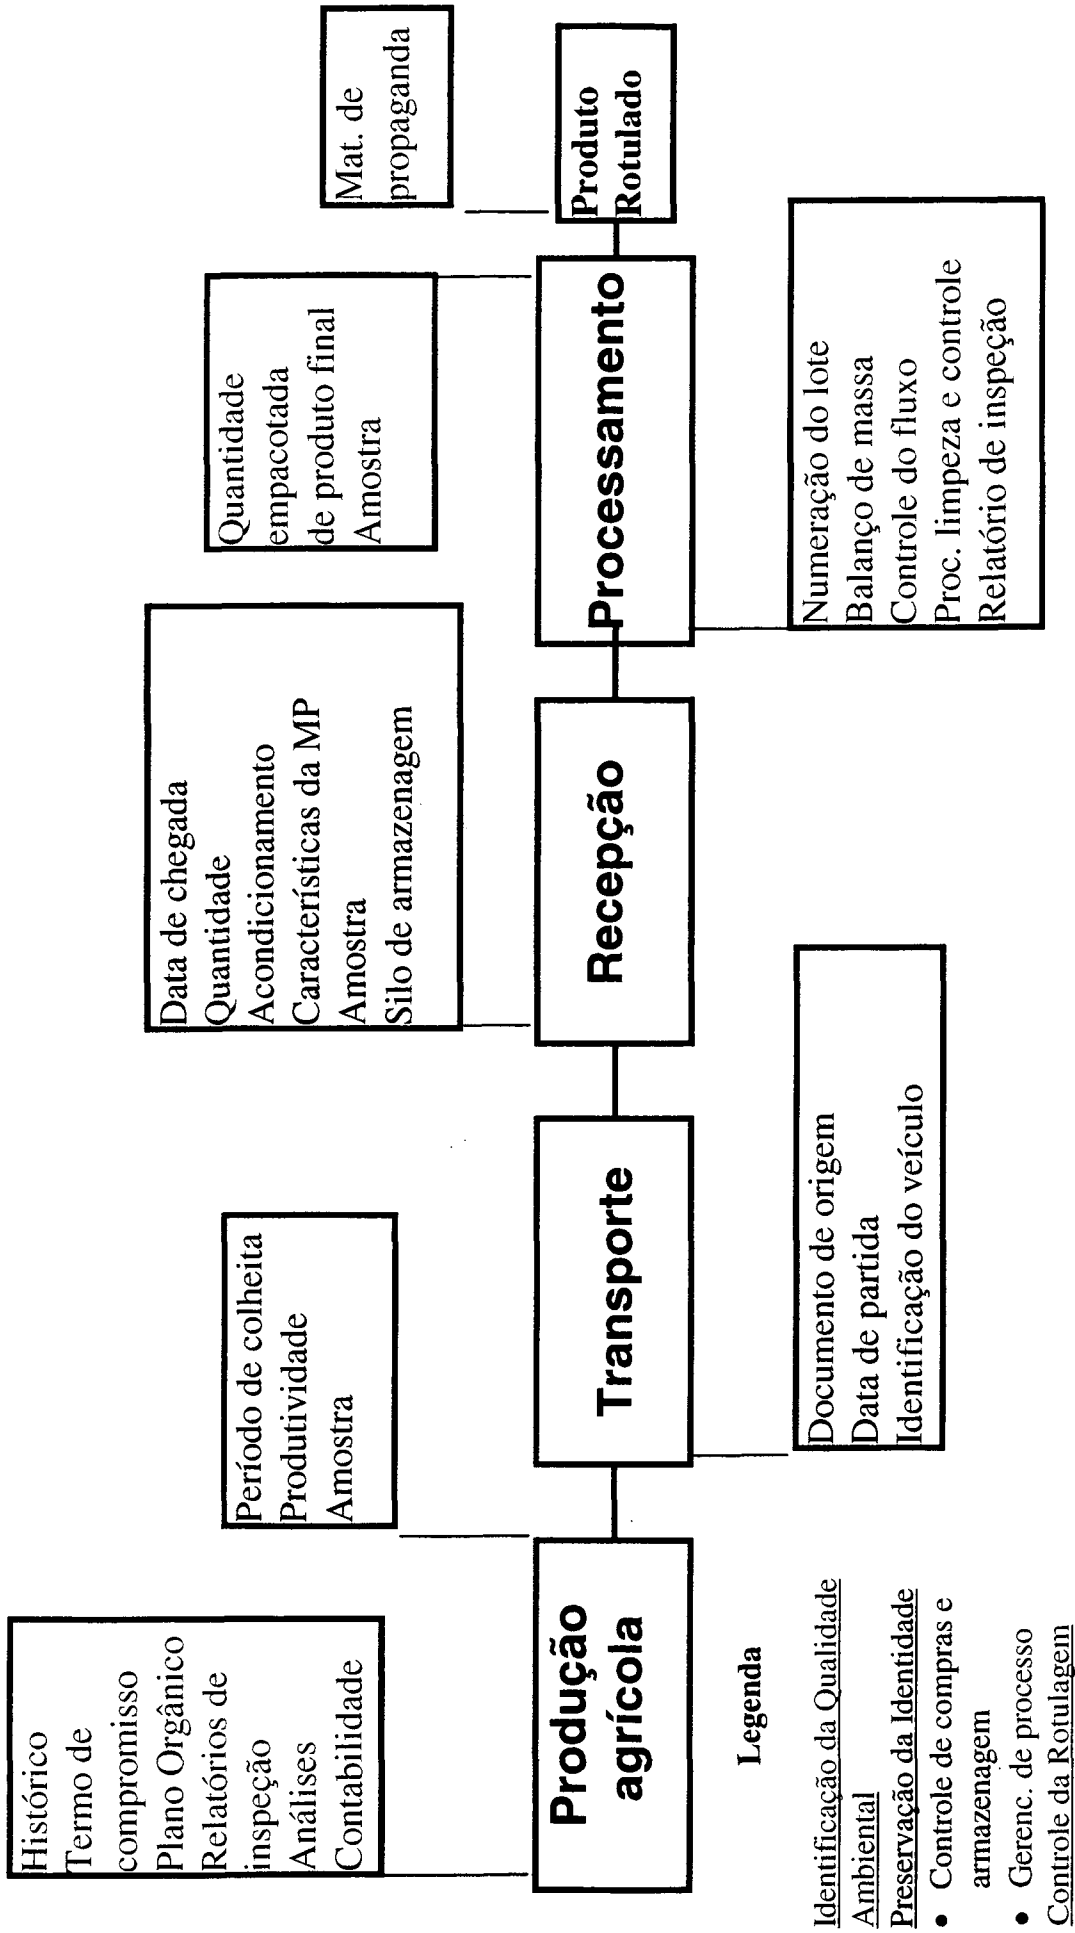 Histórico
Termo de
compromisso
Plano Orgânico
Relatórios de
inspeção
Análises
Contabilidade
Período de colheita
Produtividade
Amostra
Data de chegada
Quantidade
Acondicionamento
Características da MP
Amostra
Silo de armazenagem
Quantidade
empacotada
de produto final
Amostra
Mat. de
propaganda
Produção
agrícola
Transporte
Recepção
Processamento
Produto
Rotulado
Documento de origem
Data de partida
Identificação do veículo
Numeração do lote
Balanço de massa
Controle do fluxo
Proc. limpeza e controle
Relatório de inspeção
Legenda
Identificação da Qualidade
Ambiental
Preservação da Identidade
• Controle de compras e
armazenagem
• Gerenc. de processo
Controle da Rotulagem